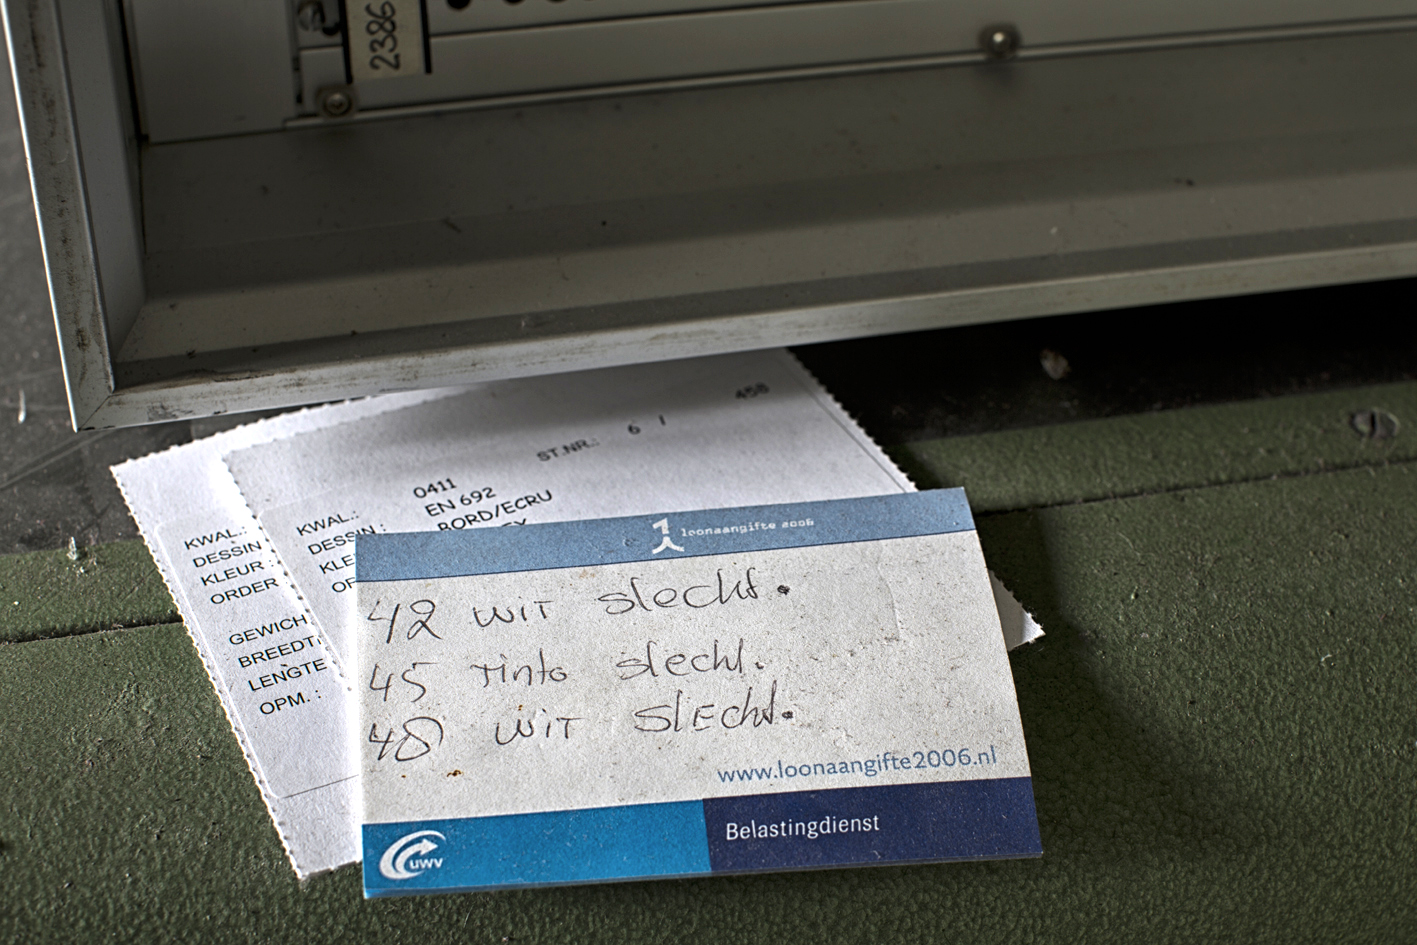 2386
ST.NR.: 6 1 458
KWAL.: 0411
DESSIN: EN 692
BORD/ECRU
KWAL.:
DESSIN
KLEUR :
ORDER
GEWICH
BREEDT
LENGTE
OPM. :
loonaangifte 2006
42 wit slecht.
45 Tinto slecht.
48 wit slecht.
www.loonaangifte2006.nl
uwv
Belastingdienst